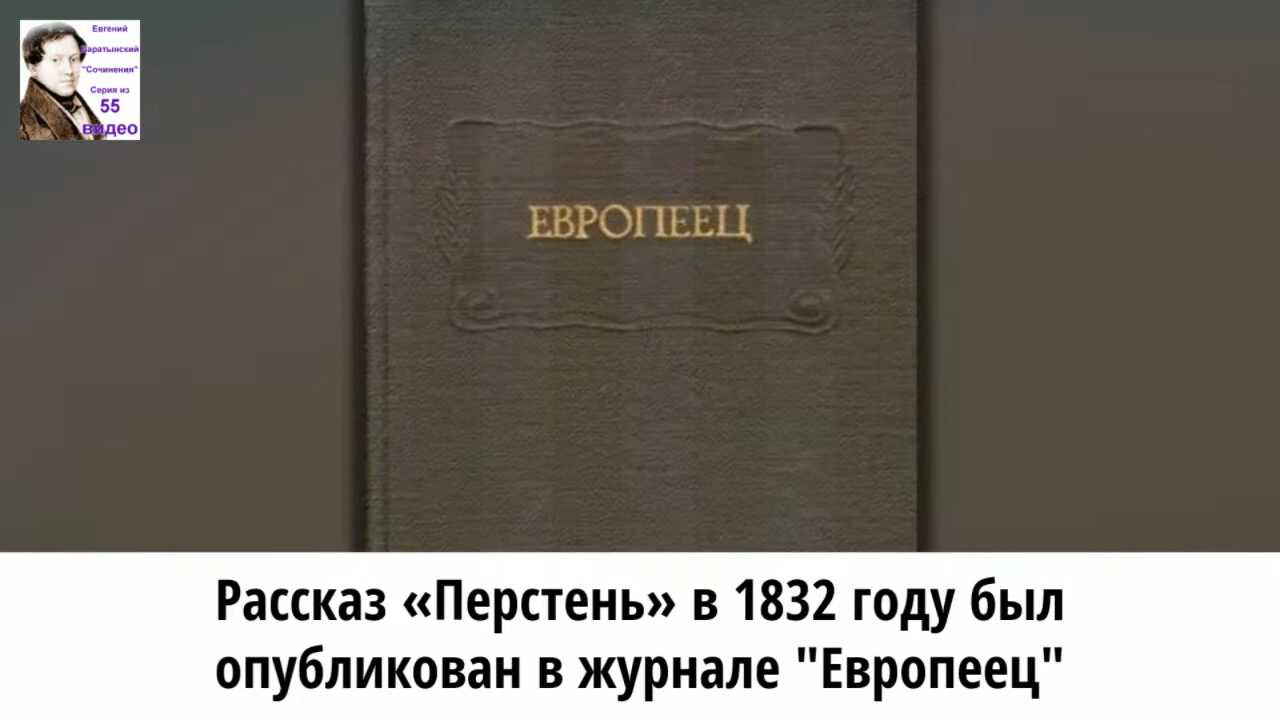 Евгений
Баратынский
"Сочинения"
Серия из
55
видео
ЕВРОПЕЕЦ
Рассказ «Перстень» в 1832 году был
опубликован в журнале "Европеец"